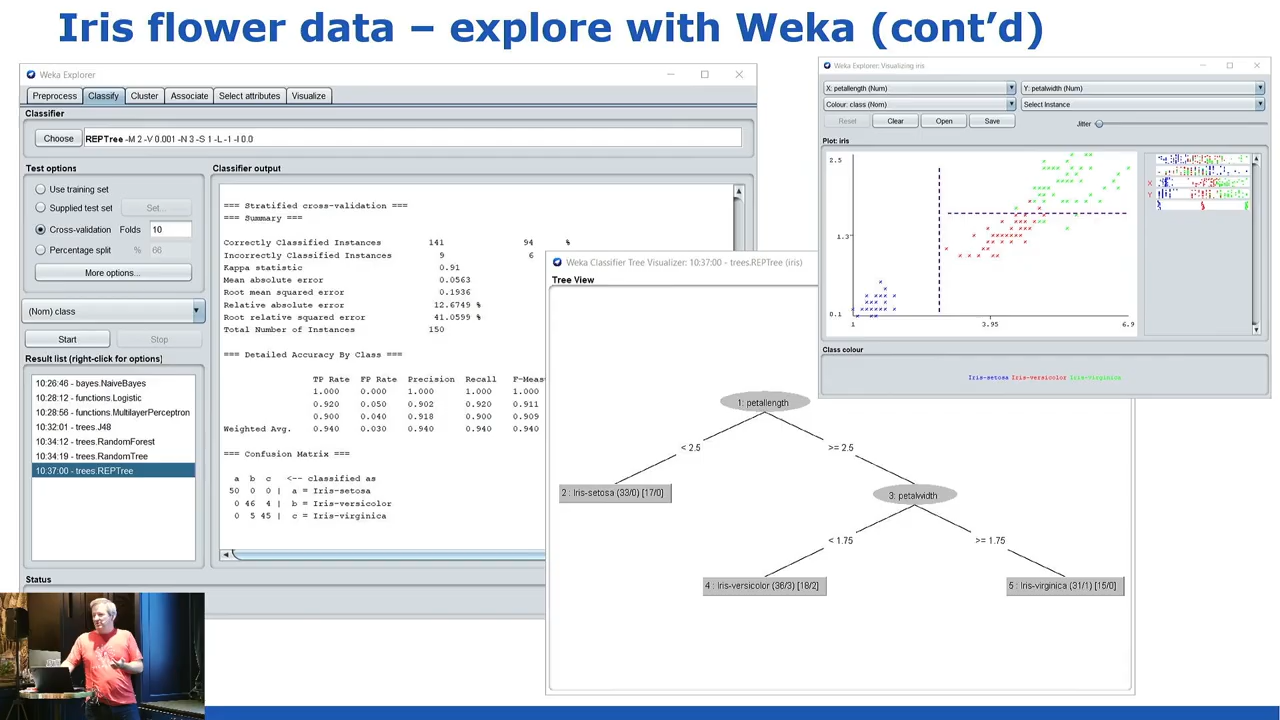 Iris flower data – explore with Weka (cont’d)
Weka Explorer
Preprocess Classify Cluster Associate Select attributes Visualize
Classifier
Choose REPTree -M 2 -V 0.001 -N 3 -S 1 -L -1 -I 0.0
Test options
Use training set
Supplied test set Set...
Cross-validation Folds 10
Percentage split % 66
More options...
(Nom) class
Start Stop
Result list (right-click for options)
10:26:46 - bayes.NaiveBayes
10:28:12 - functions.Logistic
10:28:56 - functions.MultilayerPerceptron
10:32:01 - trees.J48
10:34:12 - trees.RandomForest
10:34:19 - trees.RandomTree
10:37:00 - trees.REPTree
Status
Classifier output
=== Stratified cross-validation ===
=== Summary ===
Correctly Classified Instances 141 94 %
Incorrectly Classified Instances 9 6
Kappa statistic 0.91
Mean absolute error 0.0563
Root mean squared error 0.1936
Relative absolute error 12.6749 %
Root relative squared error 41.0599 %
Total Number of Instances 150
=== Detailed Accuracy By Class ===
TP Rate FP Rate Precision Recall F-Meas
1.000 0.000 1.000 1.000 1.000
0.920 0.050 0.902 0.920 0.911
0.900 0.040 0.918 0.900 0.909
Weighted Avg. 0.940 0.030 0.940 0.940 0.940
=== Confusion Matrix ===
a b c <-- classified as
50 0 0 | a = Iris-setosa
0 46 4 | b = Iris-versicolor
0 5 45 | c = Iris-virginica
Weka Classifier Tree Visualizer: 10:37:00 - trees.REPTree (iris)
Tree View
1: petallength
< 2.5 >= 2.5
2 : Iris-setosa (33/0) [17/0]
3: petalwidth
< 1.75 >= 1.75
4 : Iris-versicolor (36/3) [18/2]
5 : Iris-virginica (31/1) [15/0]
Weka Explorer: Visualizing iris
X: petallength (Num) Y: petalwidth (Num)
Colour: class (Nom) Select Instance
Reset Clear Open Save Jitter
Plot: iris
2.5
1.3
0.1
1 3.95 6.9
X
Y
Class colour
Iris-setosa Iris-versicolor Iris-virginica